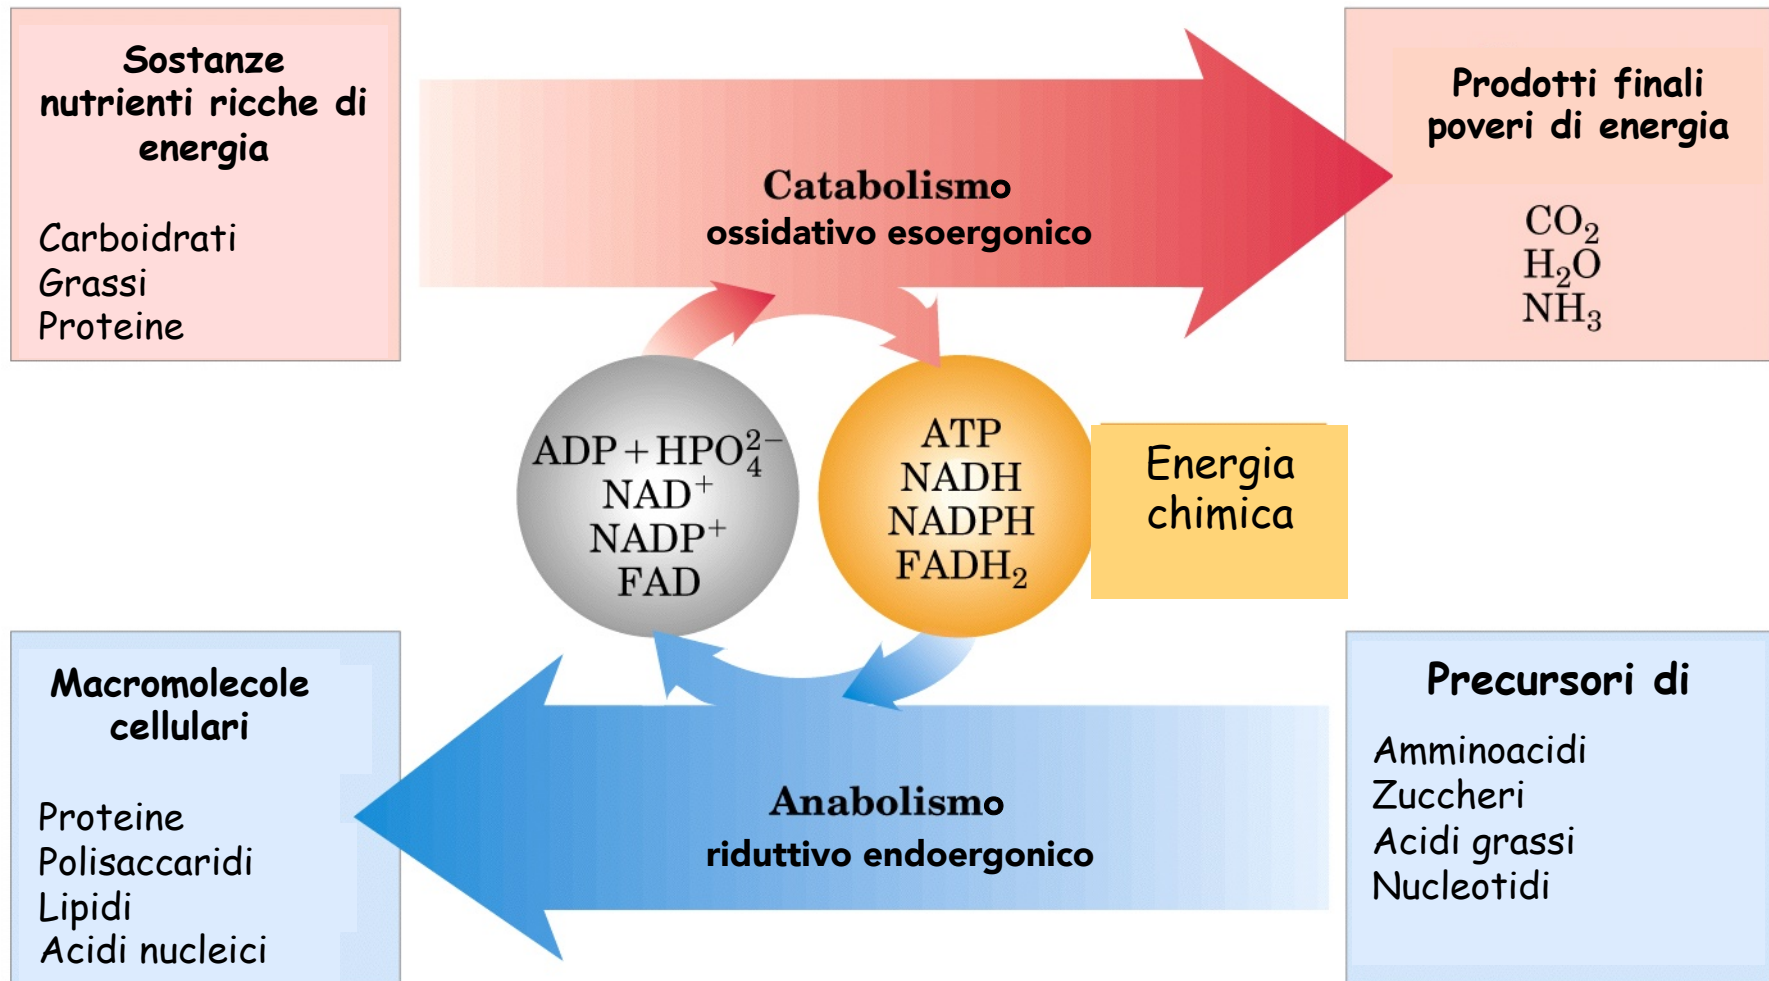 Sostanze
nutrienti ricche di
energia
Carboidrati
Grassi
Proteine
Catabolismo
ossidativo esoergonico
Prodotti finali
poveri di energia
CO₂
H₂O
NH₃
ADP + HPO₄²⁻
NAD⁺
NADP⁺
FAD
ATP
NADH
NADPH
FADH₂
Energia
chimica
Macromolecole
cellulari
Proteine
Polisaccaridi
Lipidi
Acidi nucleici
Anabolismo
riduttivo endoergonico
Precursori di
Amminoacidi
Zuccheri
Acidi grassi
Nucleotidi